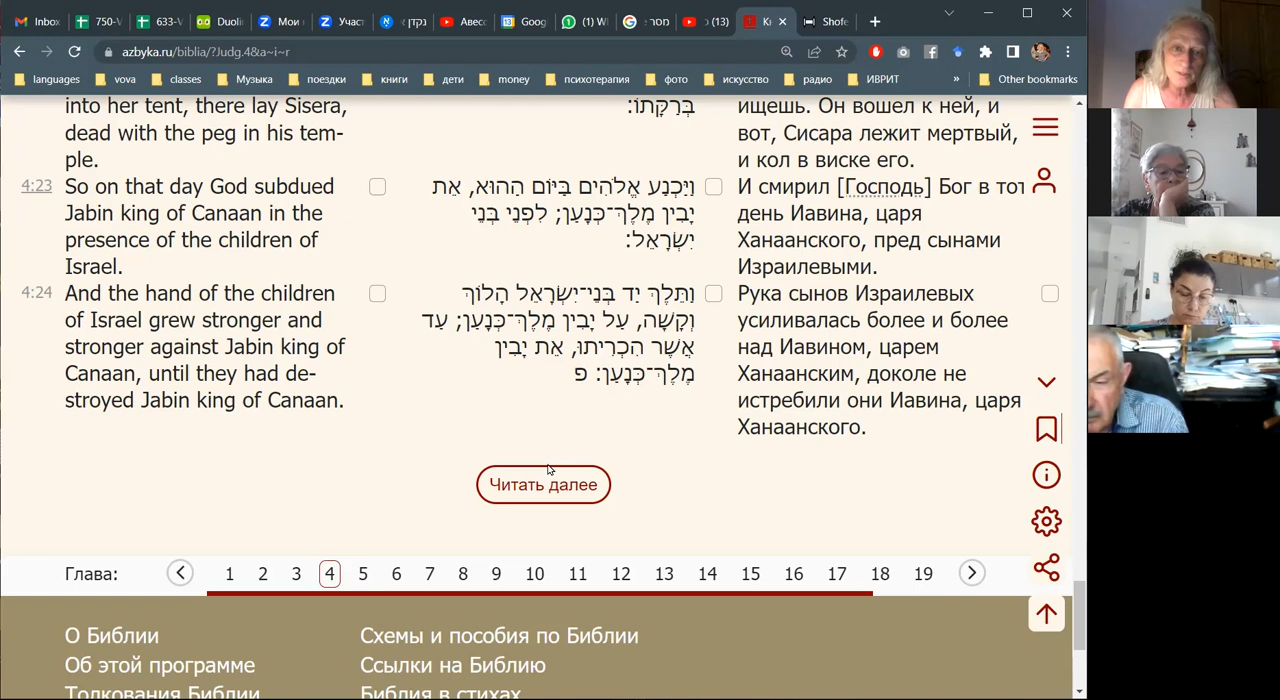 Inbox
750-
633-V
Duoli
Мои
Участ
נקדן
Авесс
Goog
(1) W
מסר
(13)
Кн
Shofe
azbyka.ru/biblia/?Judg.4&a~i~r
languages
vova
classes
Музыка
поездки
книги
дети
money
психотерапия
фото
искусство
радио
ИВРИТ
»
Other bookmarks
into her tent, there lay Sisera,
dead with the peg in his tem-
ple.
בְּרַקָּתוֹ׃
ищешь. Он вошел к ней, и
вот, Сисара лежит мертвый,
и кол в виске его.
4:23
So on that day God subdued
Jabin king of Canaan in the
presence of the children of
Israel.
וַיַּכְנַע אֱלֹהִים בַּיּוֹם הַהוּא, אֵת
יָבִין מֶלֶךְ־כְּנָעַן; לִפְנֵי בְּנֵי
יִשְׂרָאֵל׃
И смирил [Господь] Бог в тот
день Иавина, царя
Ханаанского, пред сынами
Израилевыми.
4:24
And the hand of the children
of Israel grew stronger and
stronger against Jabin king of
Canaan, until they had de-
stroyed Jabin king of Canaan.
וַתֵּלֶךְ יַד בְּנֵי־יִשְׂרָאֵל הָלוֹךְ
וְקָשָׁה, עַל יָבִין מֶלֶךְ־כְּנָעַן; עַד
אֲשֶׁר הִכְרִיתוּ, אֵת יָבִין
מֶלֶךְ־כְּנָעַן׃ פ
Рука сынов Израилевых
усиливалась более и более
над Иавином, царем
Ханаанским, доколе не
истребили они Иавина, царя
Ханаанского.
Читать далее
Глава:
1 2 3 4 5 6 7 8 9 10 11 12 13 14 15 16 17 18 19
О Библии
Схемы и пособия по Библии
Об этой программе
Ссылки на Библию
Толкования Библии
Библия в стихах